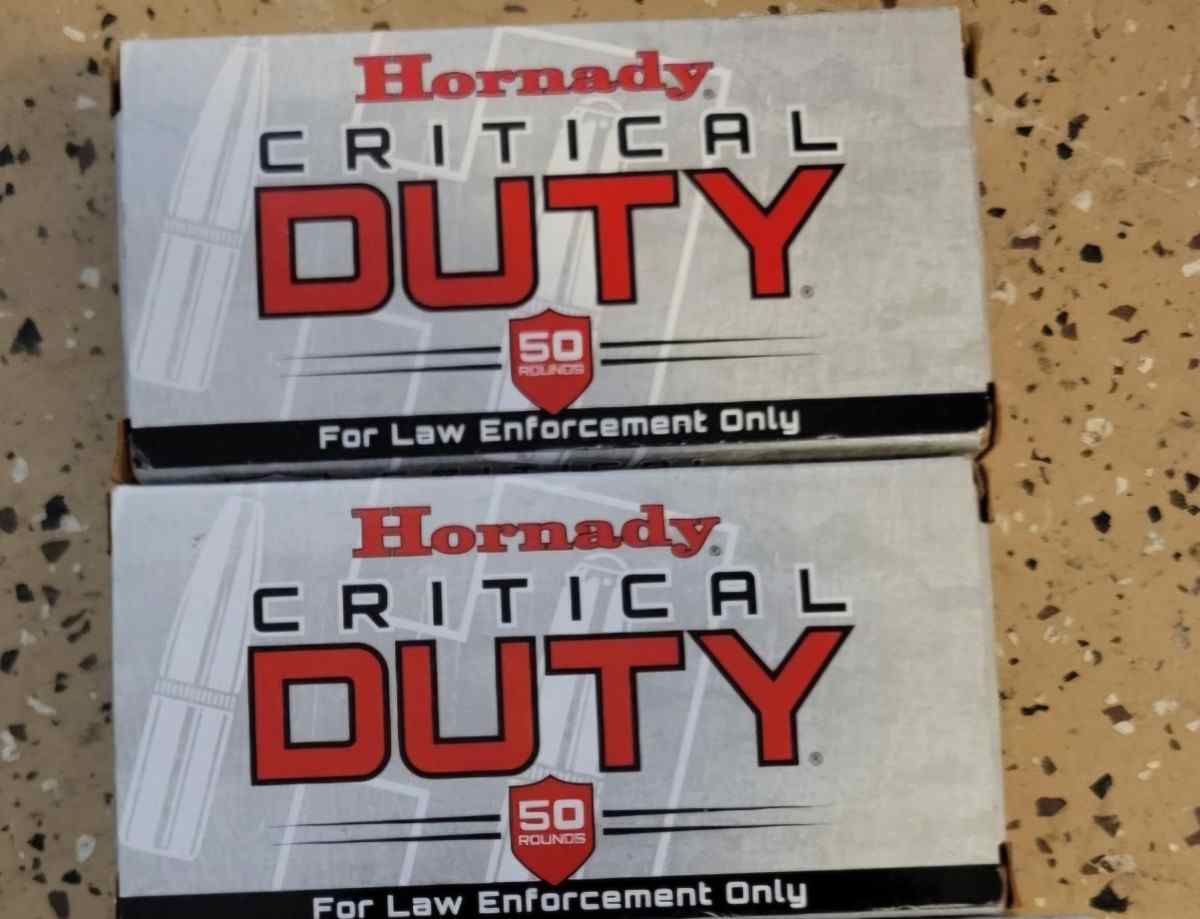 Hornady®
CRITICAL
DUTY®
50
ROUNDS
For Law Enforcement Only
Hornady®
CRITICAL
DUTY®
50
ROUNDS
For Law Enforcement Only